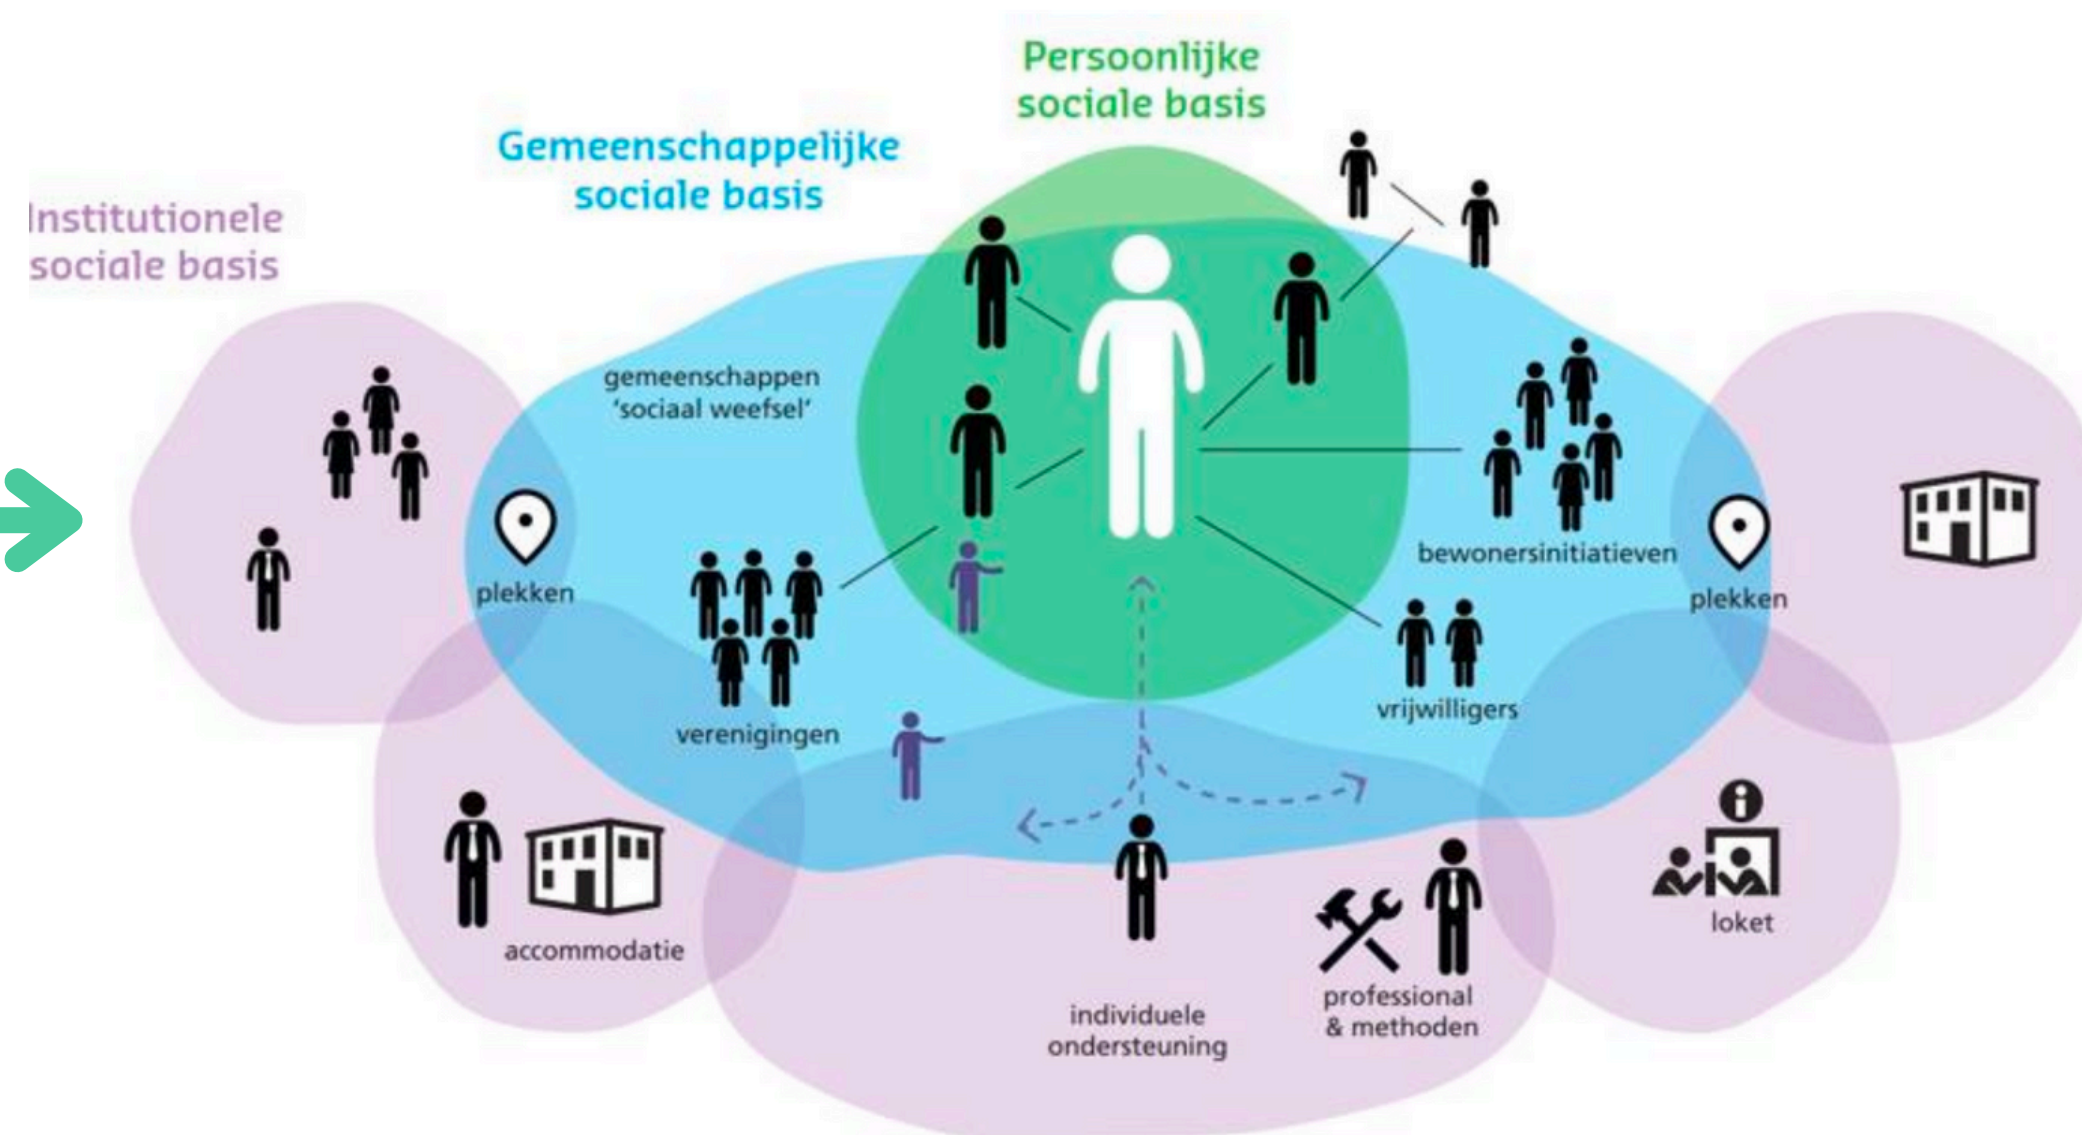 Persoonlijke
sociale basis
Gemeenschappelijke
sociale basis
Institutionele
sociale basis
gemeenschappen
‘sociaal weefsel’
plekken
bewonersinitiatieven
plekken
vrijwilligers
verenigingen
accommodatie
loket
individuele
ondersteuning
professional
& methoden